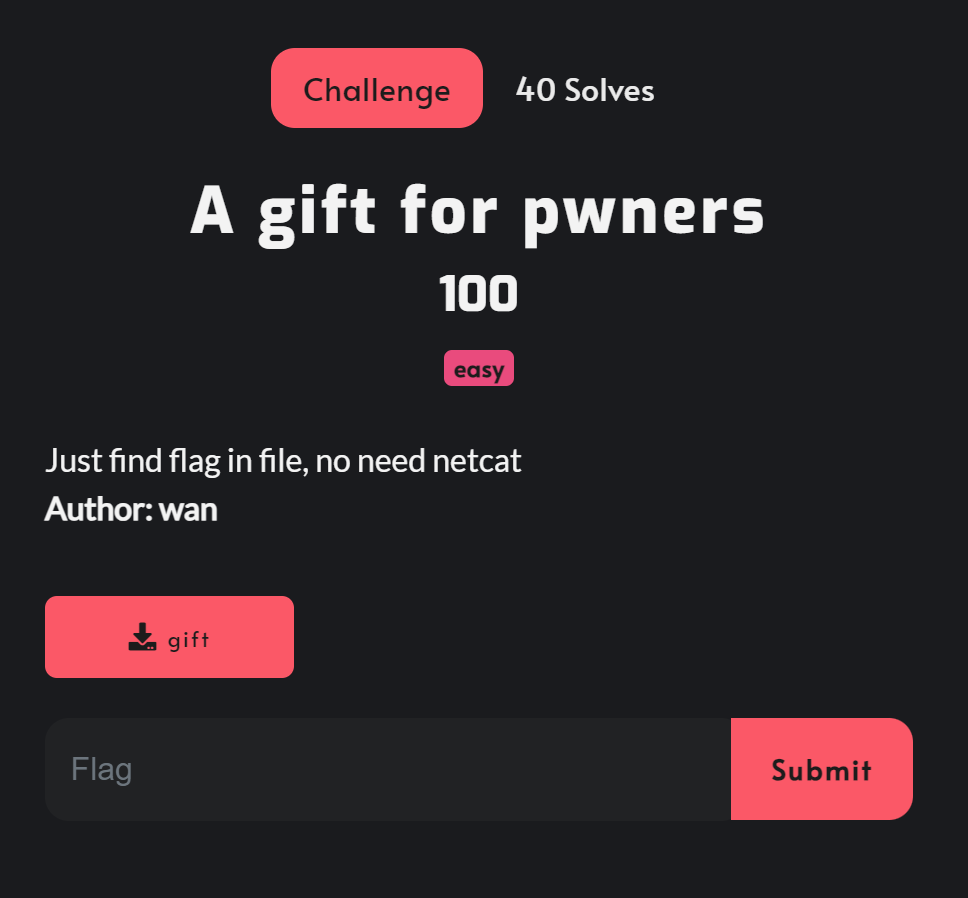 Challenge 40 Solves
A gift for pwners
100
easy
Just find flag in file, no need netcat
Author: wan
gift
Flag Submit